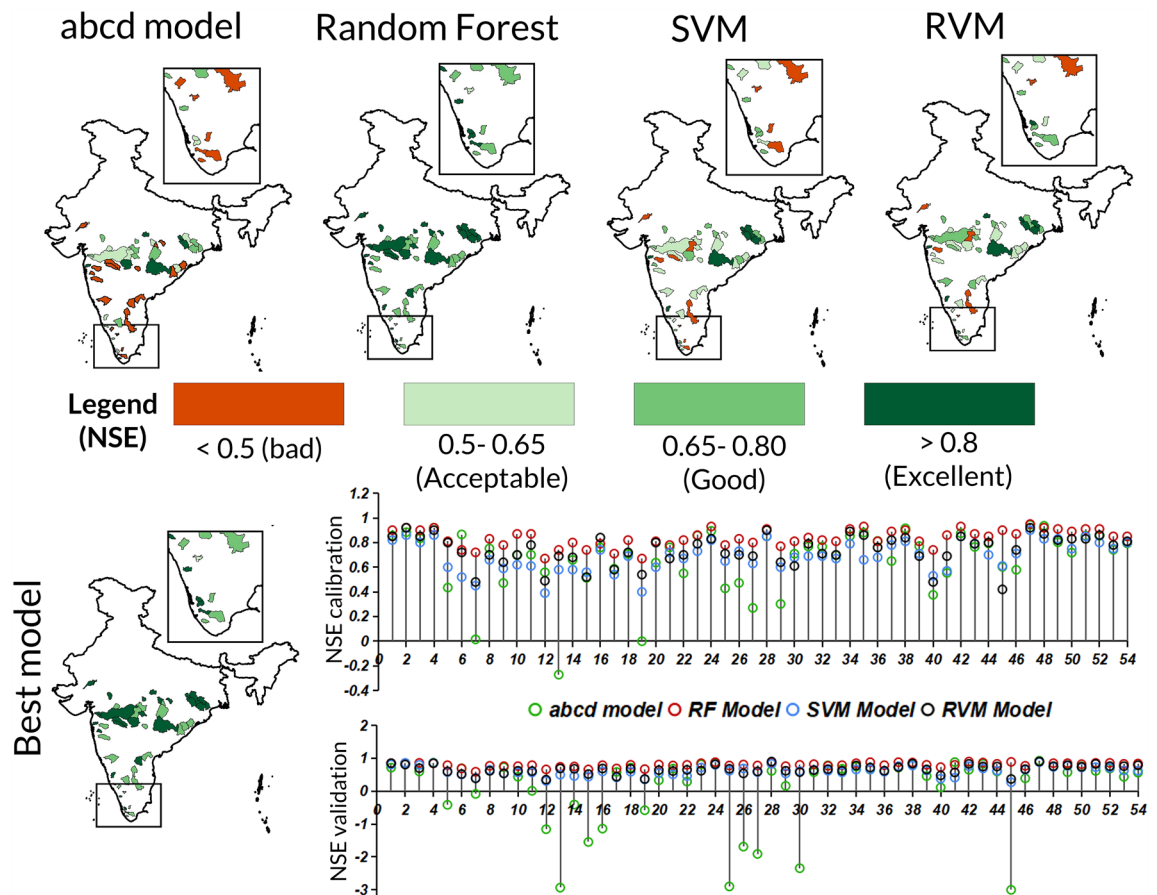 abcd model Random Forest SVM RVM
Legend
(NSE)
< 0.5 (bad)
0.5- 0.65
(Acceptable)
0.65- 0.80
(Good)
> 0.8
(Excellent)
Best model
NSE calibration
1.2
1
0.8
0.6
0.4
0.2
0
-0.2
-0.4
0 2 4 6 8 10 12 14 16 18 20 22 24 26 28 30 32 34 36 38 40 42 44 46 48 50 52 54
abcd model RF Model SVM Model RVM Model
NSE validation
2
1
0
-1
-2
-3
0 2 4 6 8 10 12 14 16 18 20 22 24 26 28 30 32 34 36 38 40 42 44 46 48 50 52 54